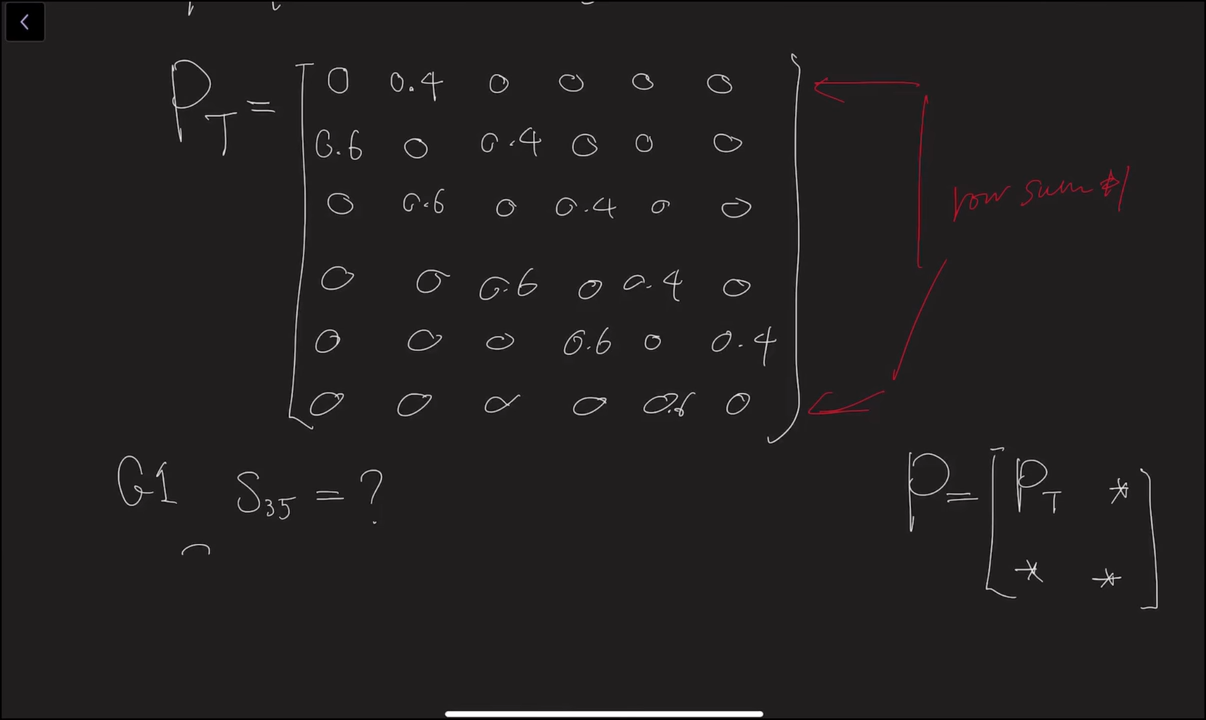 P_T = [ 0 0.4 0 0 0 0
0.6 0 0.4 0 0 0
0 0.6 0 0.4 0 0
0 0 0.6 0 0.4 0
0 0 0 0.6 0 0.4
0 0 0 0 0.6 0 ]
row sum ≠ 1
G1 S_35 = ?
P = [ P_T *
* * ]